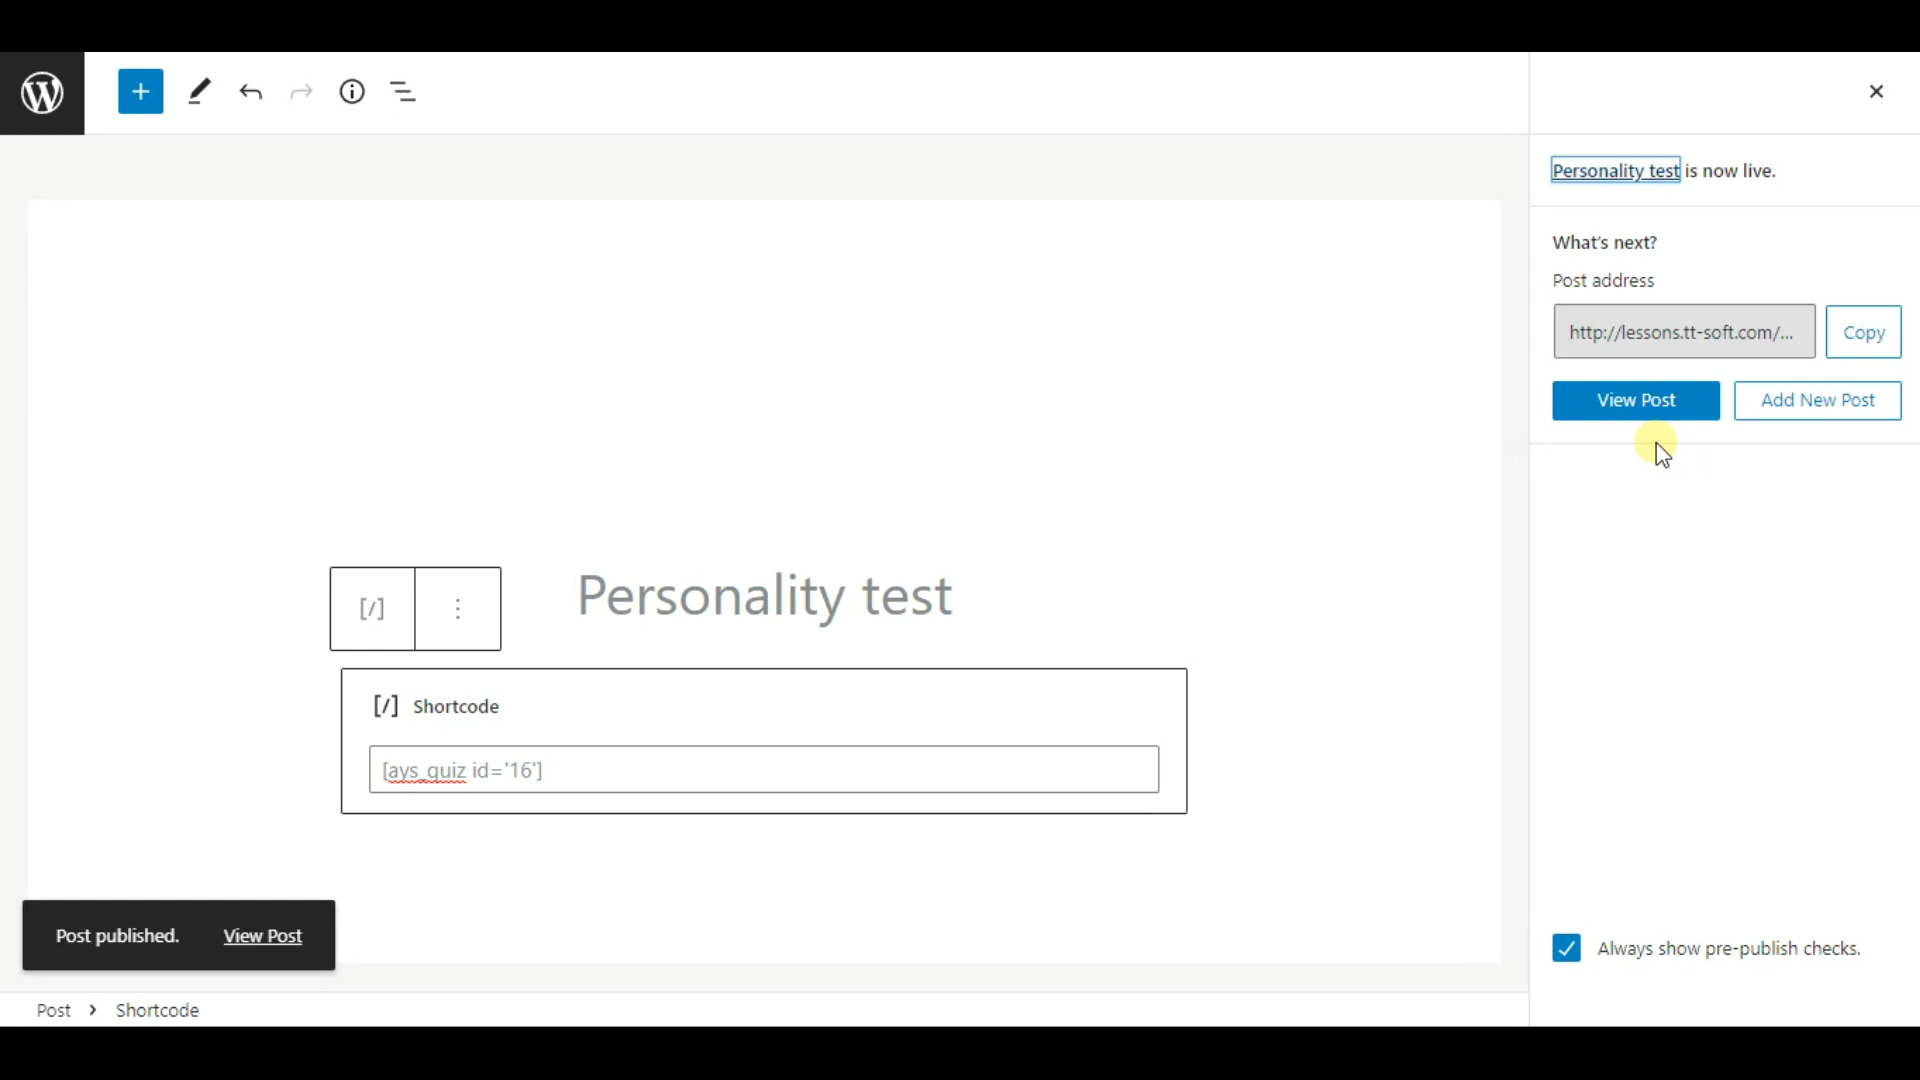 Personality test is now live.
What's next?
Post address
http://lessons.tt-soft.com/...
Copy
View Post
Add New Post
Personality test
[/]
[/] Shortcode
[ays_quiz id='16']
Post published. View Post
Always show pre-publish checks.
Post > Shortcode